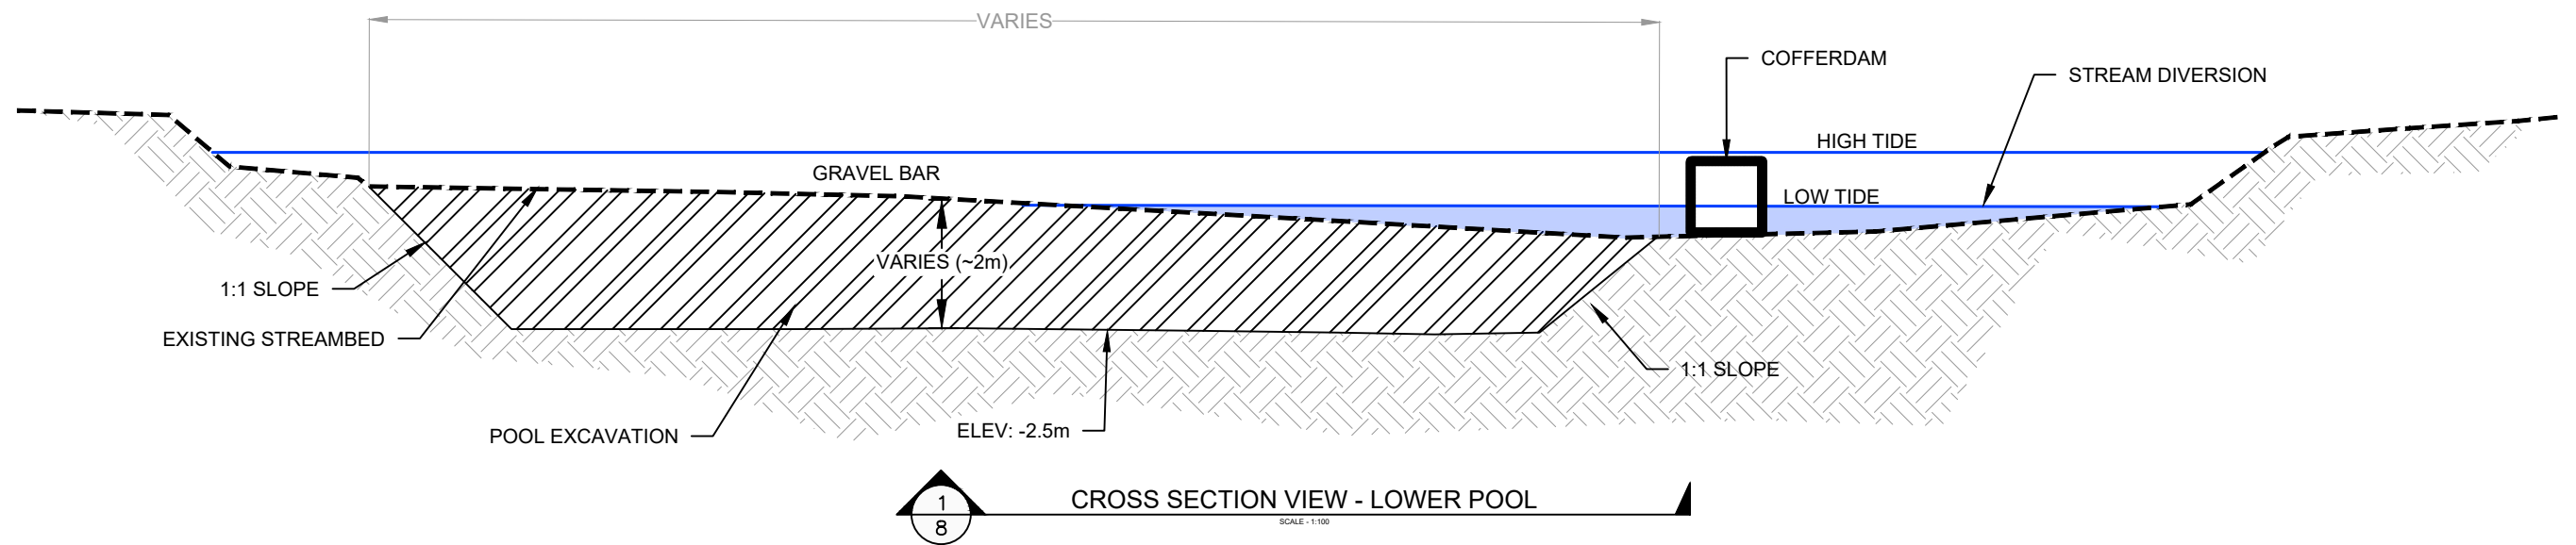 VARIES
COFFERDAM
STREAM DIVERSION
HIGH TIDE
GRAVEL BAR
LOW TIDE
VARIES (~2m)
1:1 SLOPE
EXISTING STREAMBED
1:1 SLOPE
POOL EXCAVATION
ELEV: -2.5m
1
8
CROSS SECTION VIEW - LOWER POOL
SCALE - 1:100